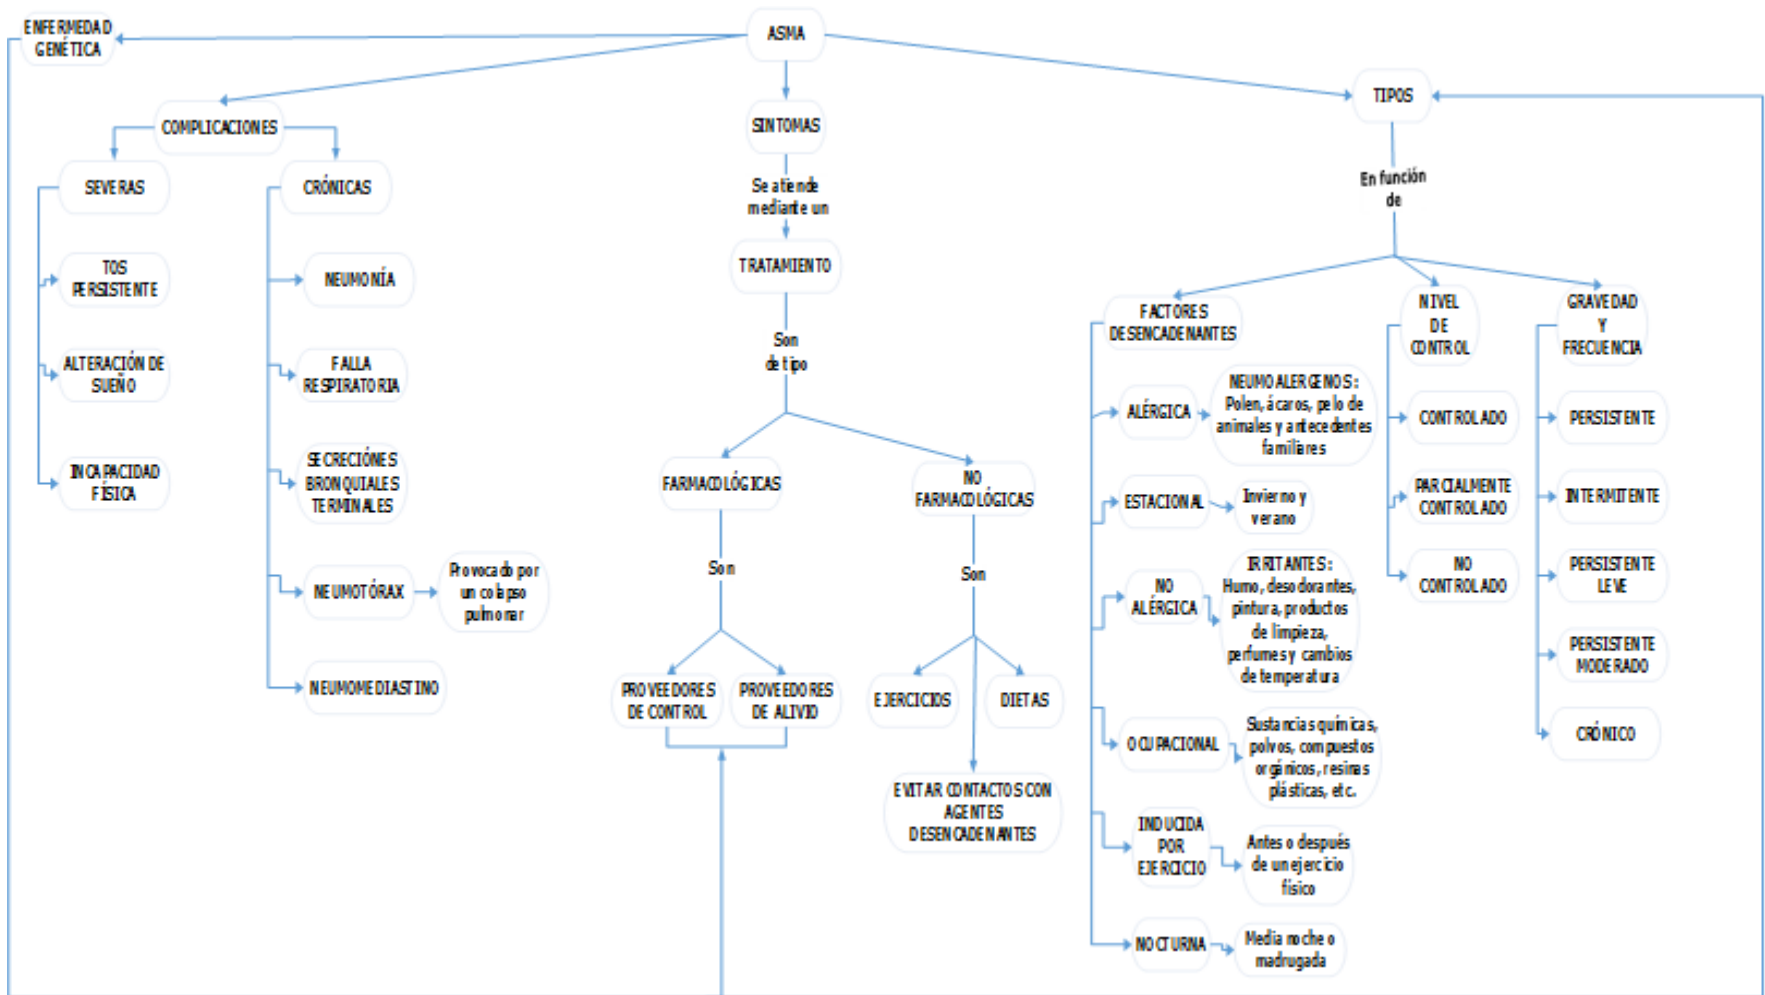 ENFERMEDAD
GENÉTICA
ASMA
TIPOS
COMPLICACIONES
SINTOMAS
SEVERAS
CRÓNICAS
Se atiende
mediante un
En función
de
TOS
PERSISTENTE
NEUMONÍA
TRATAMIENTO
ALTERACIÓN DE
SUEÑO
FALLA
RESPIRATORIA
Son
de tipo
INCAPACIDAD
FÍSICA
SECRECIÓNES
BRONQUIALES
TERMINALES
NEUMOTÓRAX
Provocado por
un colapso
pulmonar
NEUMOMEDIASTINO
FARMACOLÓGICAS
NO
FARMACOLÓGICAS
Son
Son
PROVEEDORES
DE CONTROL
PROVEEDORES
DE ALIVIO
EJERCICIOS
DIETAS
EVITAR CONTACTOS CON
AGENTES
DESENCADENANTES
FACTORES
DESENCADENANTES
NIVEL
DE
CONTROL
GRAVEDAD
Y
FRECUENCIA
ALÉRGICA
NEUMOALERGENOS:
Polen, ácaros, pelo de
animales y antecedentes
familiares
ESTACIONAL
Invierno y
verano
NO
ALÉRGICA
IRRITANTES:
Humo, desodorantes,
pintura, productos
de limpieza,
perfumes y cambios
de temperatura
OCUPACIONAL
Sustancias químicas,
polvos, compuestos
orgánicos, resinas
plásticas, etc.
INDUCIDA
POR
EJERCICIO
Antes o después
de un ejercicio
físico
NOCTURNA
Media noche o
madrugada
CONTROLADO
PARCIALMENTE
CONTROLADO
NO
CONTROLADO
PERSISTENTE
INTERMITENTE
PERSISTENTE
LEVE
PERSISTENTE
MODERADO
CRÓNICO